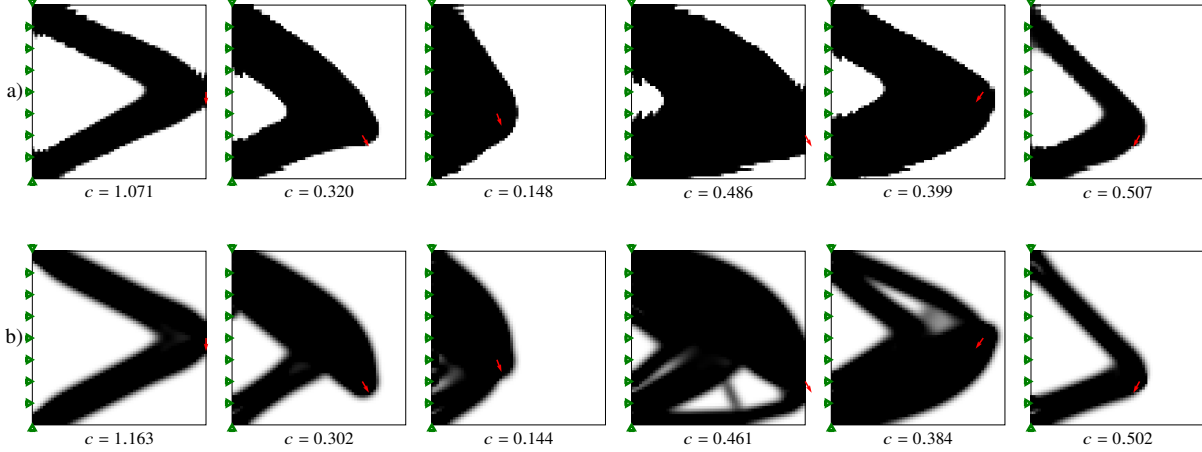 a)
c = 1.071 c = 0.320 c = 0.148 c = 0.486 c = 0.399 c = 0.507
b)
c = 1.163 c = 0.302 c = 0.144 c = 0.461 c = 0.384 c = 0.502